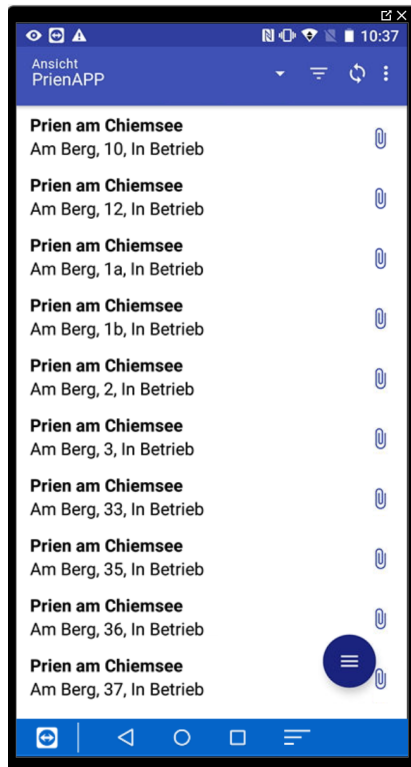 10:37
Ansicht
PrienAPP
Prien am Chiemsee
Am Berg, 10, In Betrieb
Prien am Chiemsee
Am Berg, 12, In Betrieb
Prien am Chiemsee
Am Berg, 1a, In Betrieb
Prien am Chiemsee
Am Berg, 1b, In Betrieb
Prien am Chiemsee
Am Berg, 2, In Betrieb
Prien am Chiemsee
Am Berg, 3, In Betrieb
Prien am Chiemsee
Am Berg, 33, In Betrieb
Prien am Chiemsee
Am Berg, 35, In Betrieb
Prien am Chiemsee
Am Berg, 36, In Betrieb
Prien am Chiemsee
Am Berg, 37, In Betrieb